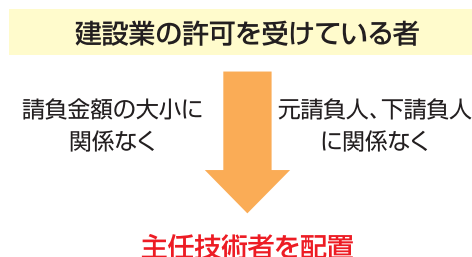 建設業の許可を受けている者
請負金額の大小に
関係なく
元請負人、下請負人
に関係なく
主任技術者を配置